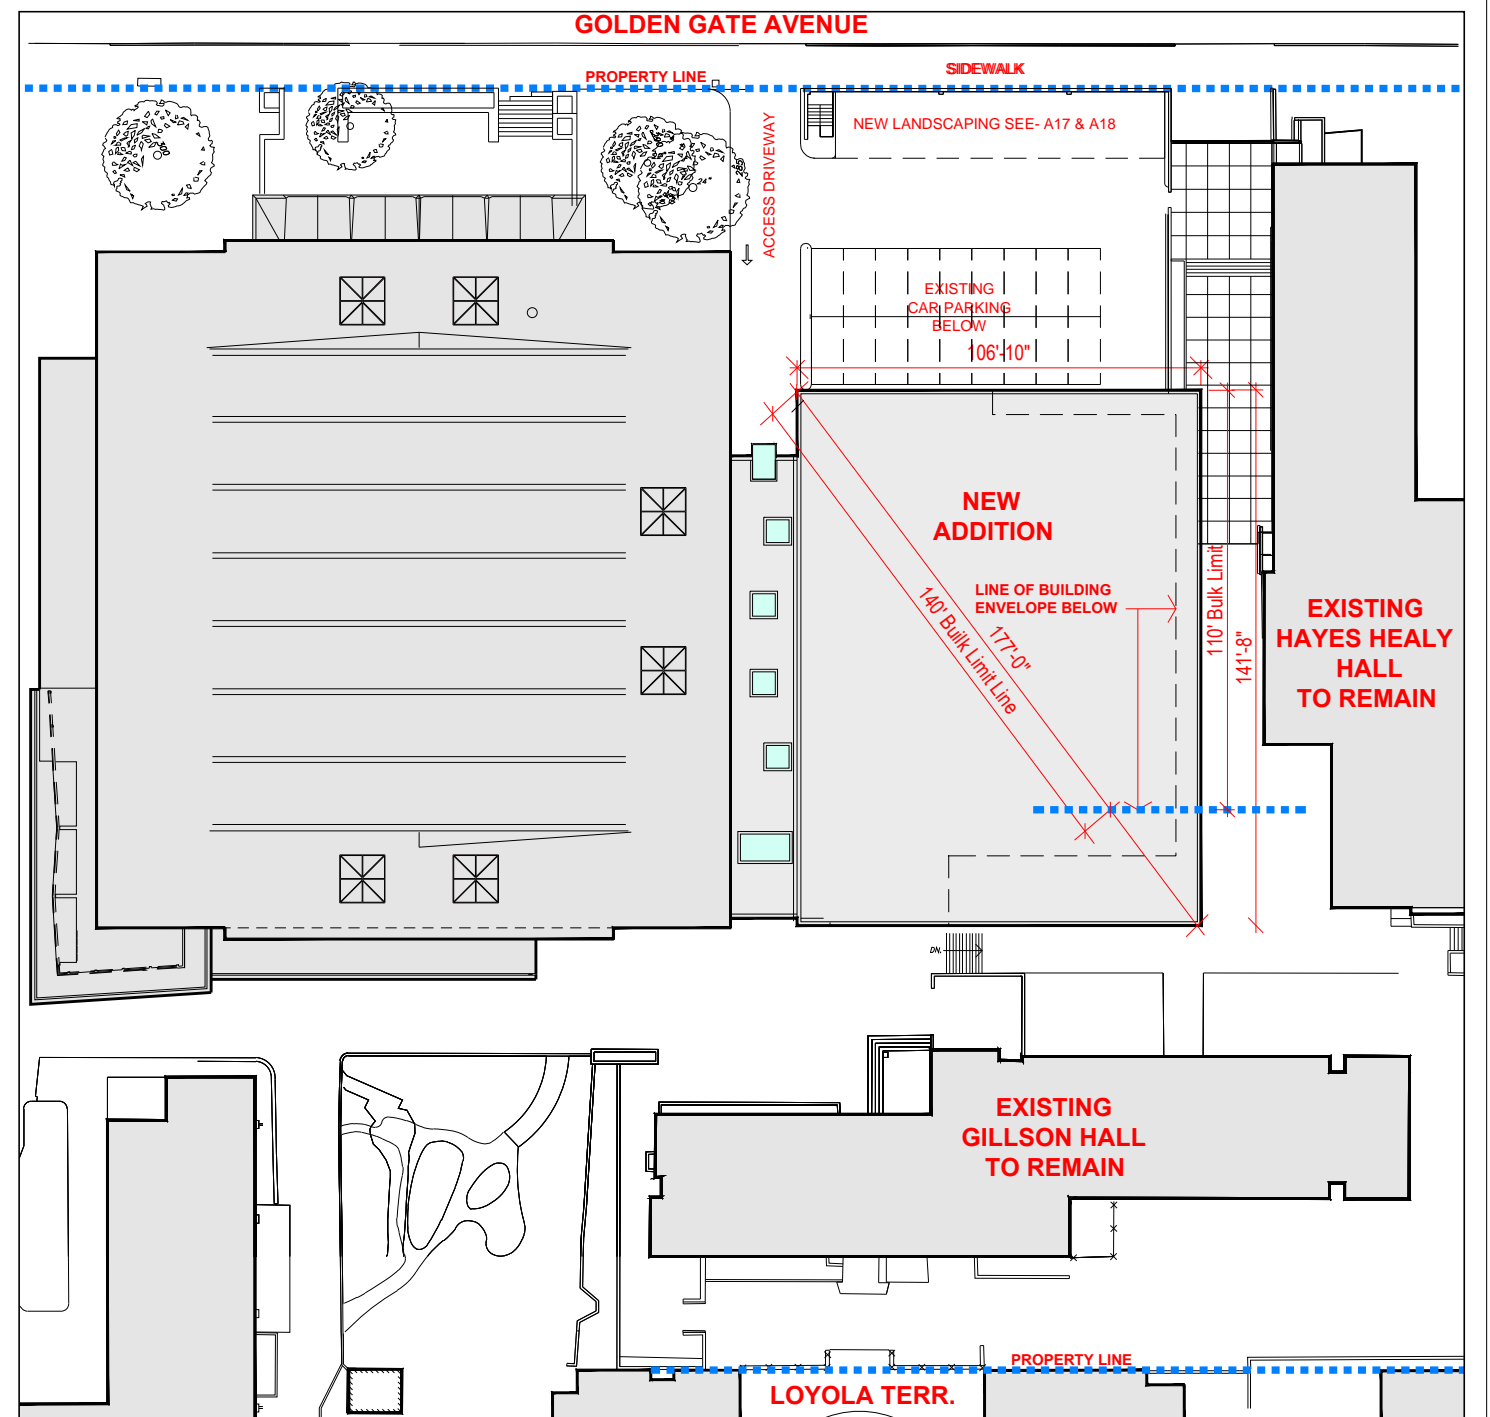 GOLDEN GATE AVENUE
SIDEWALK
PROPERTY LINE
NEW LANDSCAPING SEE- A17 & A18
ACCESS DRIVEWAY
24"
EXISTING
CAR PARKING
BELOW
106'-10"
NEW
ADDITION
LINE OF BUILDING
ENVELOPE BELOW
140' Builk Limit Line
177'-0"
110' Bulk Limit
141'-8"
EXISTING
HAYES HEALY
HALL
TO REMAIN
DN.
EXISTING
GILLSON HALL
TO REMAIN
PROPERTY LINE
LOYOLA TERR.